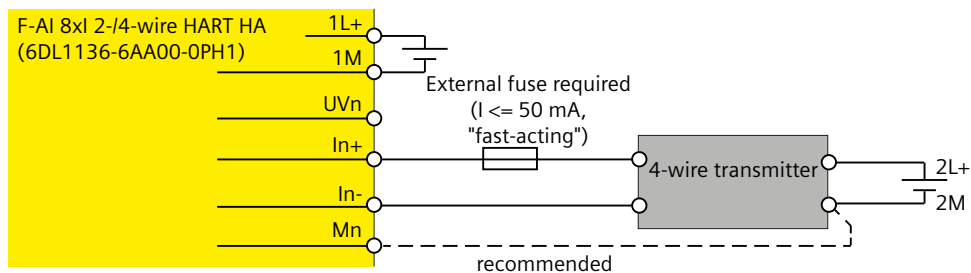 F-AI 8xI 2-/4-wire HART HA
(6DL1136-6AA00-0PH1)
1L+
1M
External fuse required
(I <= 50 mA,
"fast-acting")
UVn
In+
4-wire transmitter
2L+
2M
In-
Mn
recommended